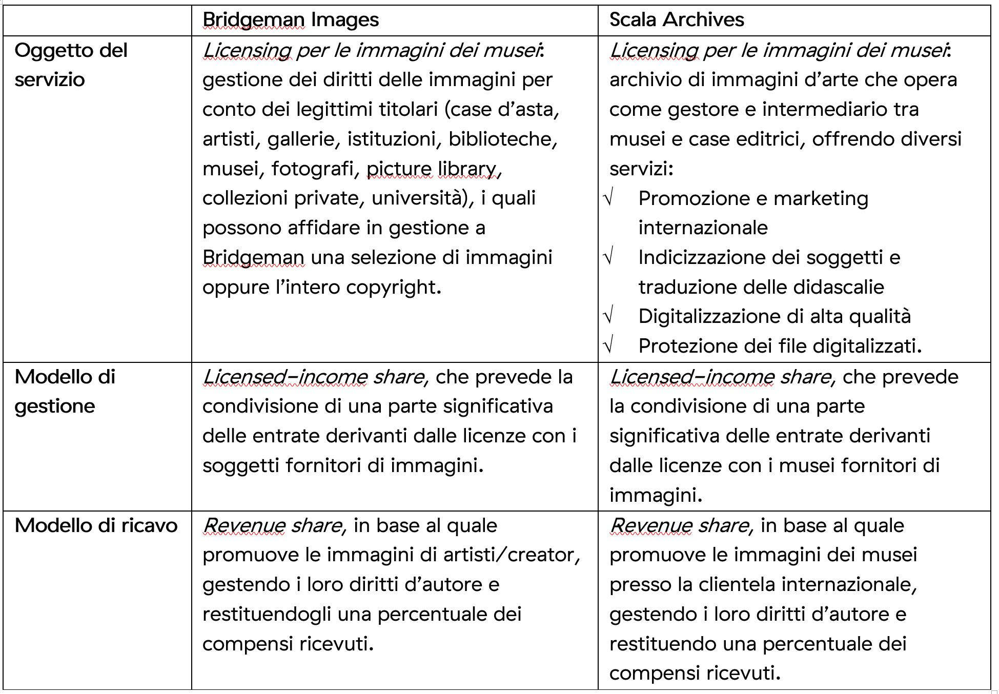 Bridgeman Images
Scala Archives
Oggetto del
servizio
Licensing per le immagini dei musei:
gestione dei diritti delle immagini per
conto dei legittimi titolari (case d’asta,
artisti, gallerie, istituzioni, biblioteche,
musei, fotografi, picture library,
collezioni private, università), i quali
possono affidare in gestione a
Bridgeman una selezione di immagini
oppure l’intero copyright.
Licensing per le immagini dei musei:
archivio di immagini d’arte che opera
come gestore e intermediario tra
musei e case editrici, offrendo diversi
servizi:
√ Promozione e marketing
internazionale
√ Indicizzazione dei soggetti e
traduzione delle didascalie
√ Digitalizzazione di alta qualità
√ Protezione dei file digitalizzati.
Modello di
gestione
Licensed-income share, che prevede la
condivisione di una parte significativa
delle entrate derivanti dalle licenze con i
soggetti fornitori di immagini.
Licensed-income share, che prevede
la condivisione di una parte
significativa delle entrate derivanti
dalle licenze con i musei fornitori di
immagini.
Modello di ricavo
Revenue share, in base al quale
promuove le immagini di artisti/creator,
gestendo i loro diritti d’autore e
restituendogli una percentuale dei
compensi ricevuti.
Revenue share, in base al quale
promuove le immagini dei musei
presso la clientela internazionale,
gestendo i loro diritti d’autore e
restituendo una percentuale dei
compensi ricevuti.